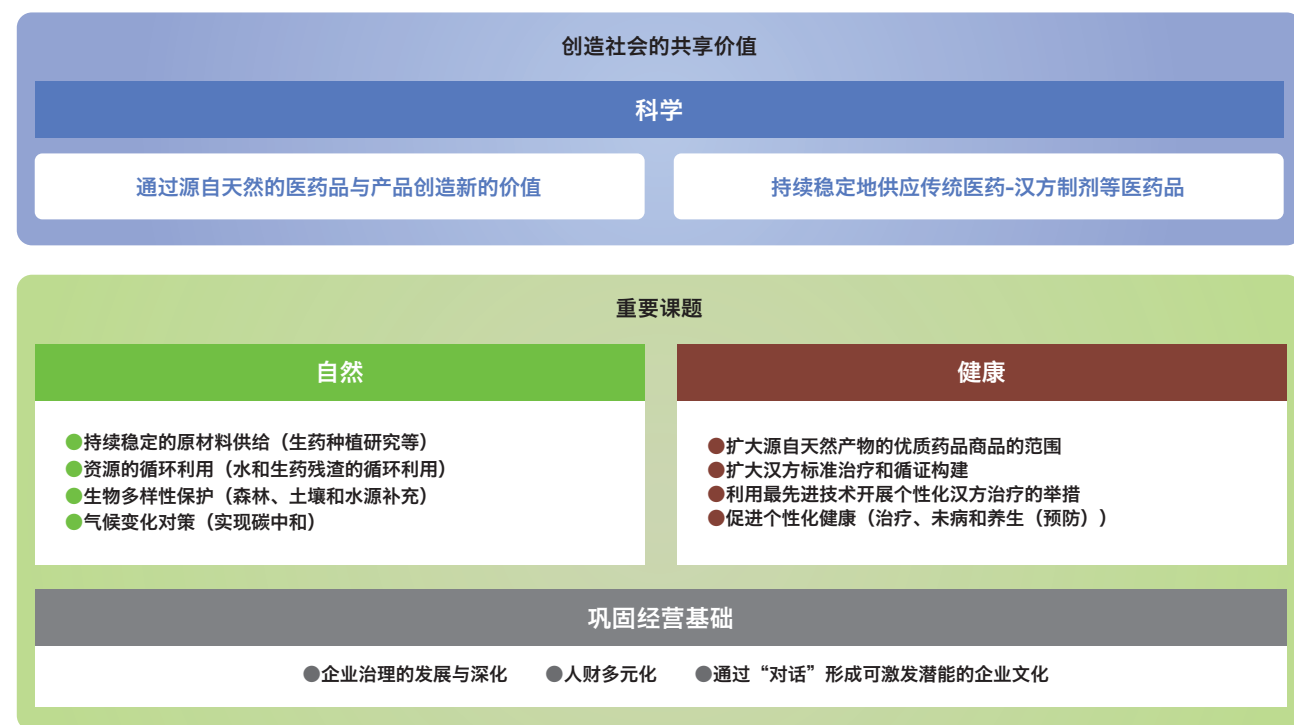 创造社会的共享价值
科学
通过源自天然的医药品与产品创造新的价值
持续稳定地供应传统医药-汉方制剂等医药品
重要课题
自然
●持续稳定的原材料供给（生药种植研究等）
●资源的循环利用（水和生药残渣的循环利用）
●生物多样性保护（森林、土壤和水源补充）
●气候变化对策（实现碳中和）
健康
●扩大源自天然产物的优质药品商品的范围
●扩大汉方标准治疗和循证构建
●利用最先进技术开展个性化汉方治疗的举措
●促进个性化健康（治疗、未病和养生（预防））
巩固经营基础
●企业治理的发展与深化 ●人财多元化 ●通过“对话”形成可激发潜能的企业文化